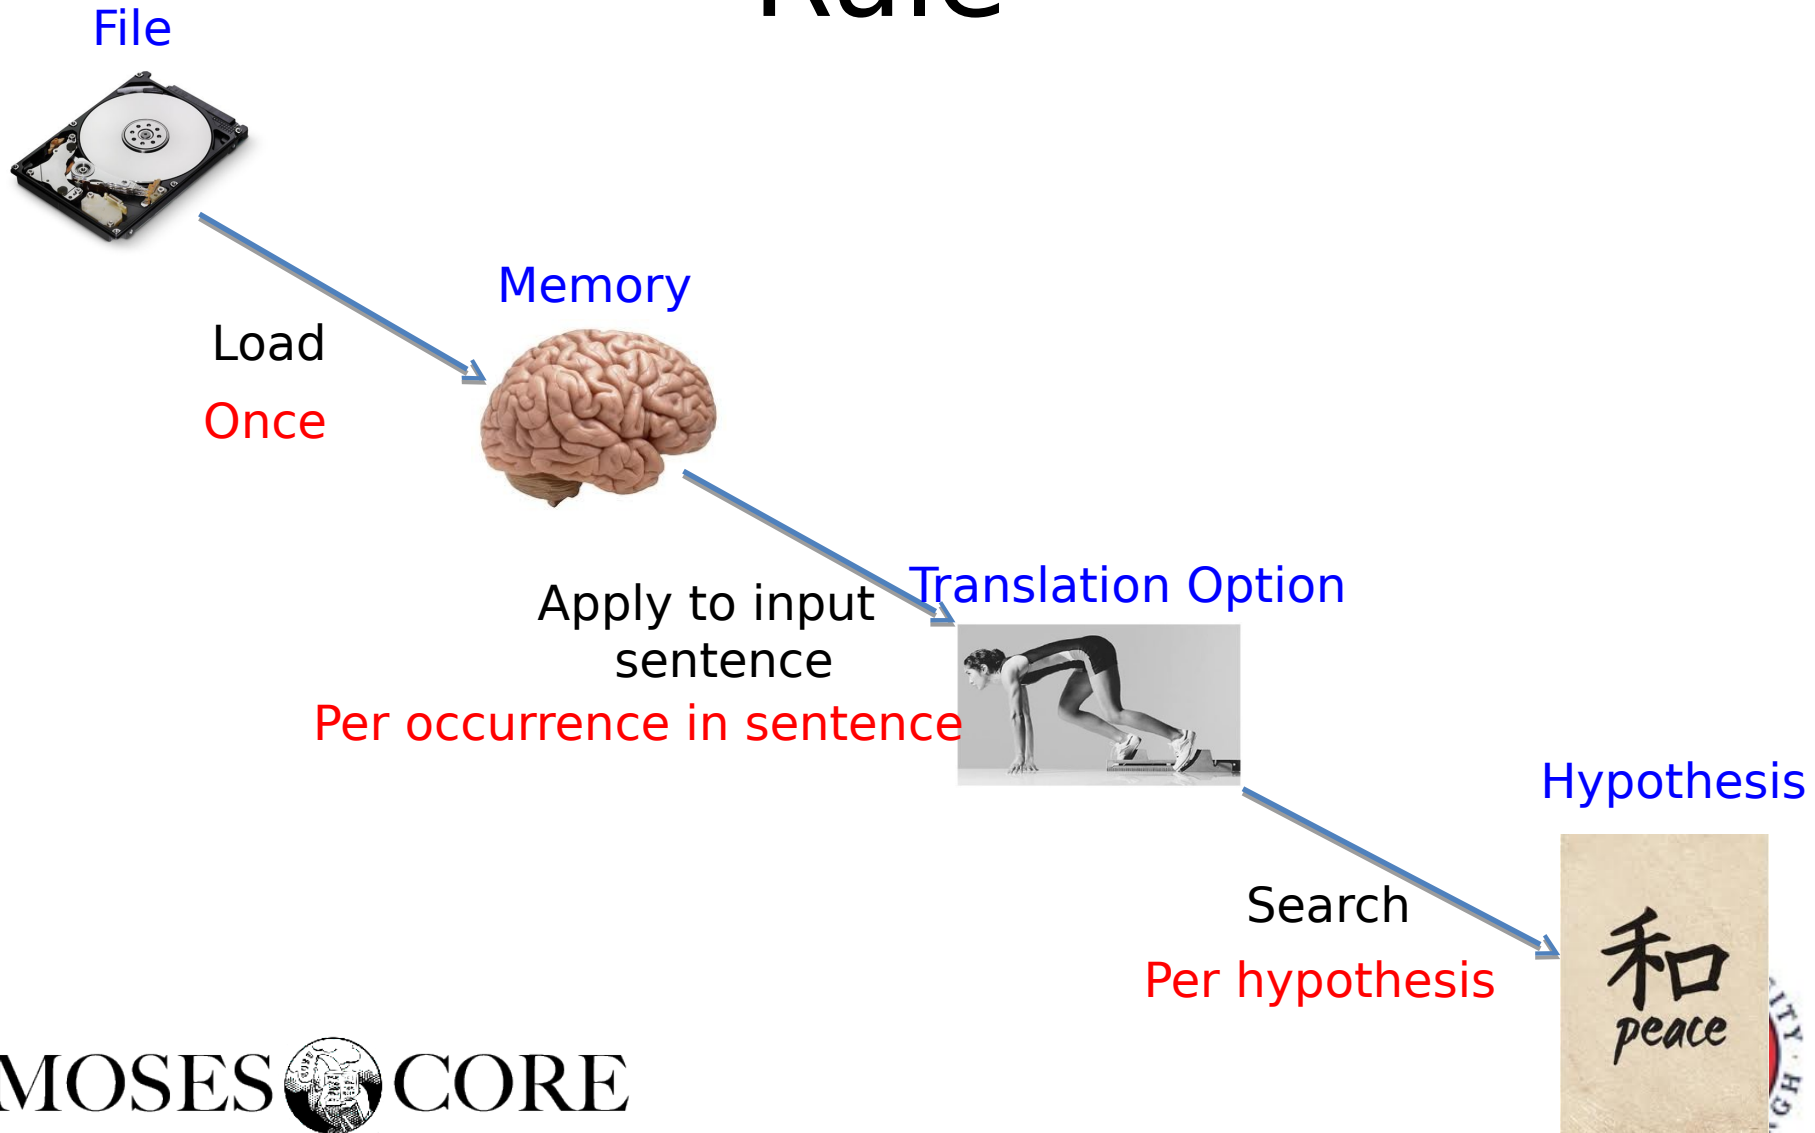 Rule
File
Memory
Load
Once
Translation Option
Apply to input
sentence
Per occurrence in sentence
Hypothesis
Search
Per hypothesis
和
peace
MOSES CORE